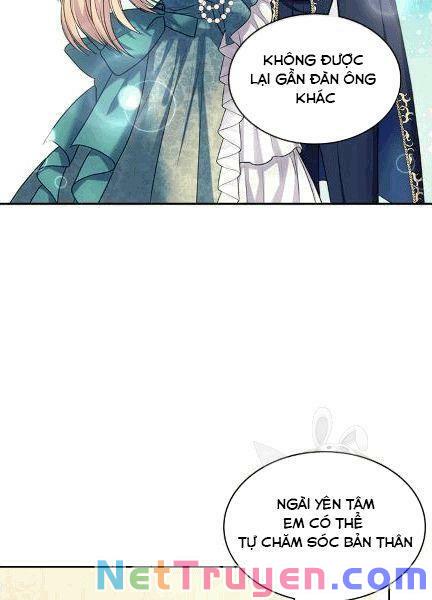 KHÔNG ĐƯỢC
LẠI GẦN ĐÀN ÔNG
KHÁC
NGÀI YÊN TÂM
EM CÓ THỂ
TỰ CHĂM SÓC BẢN THÂN
NetTruyen.com